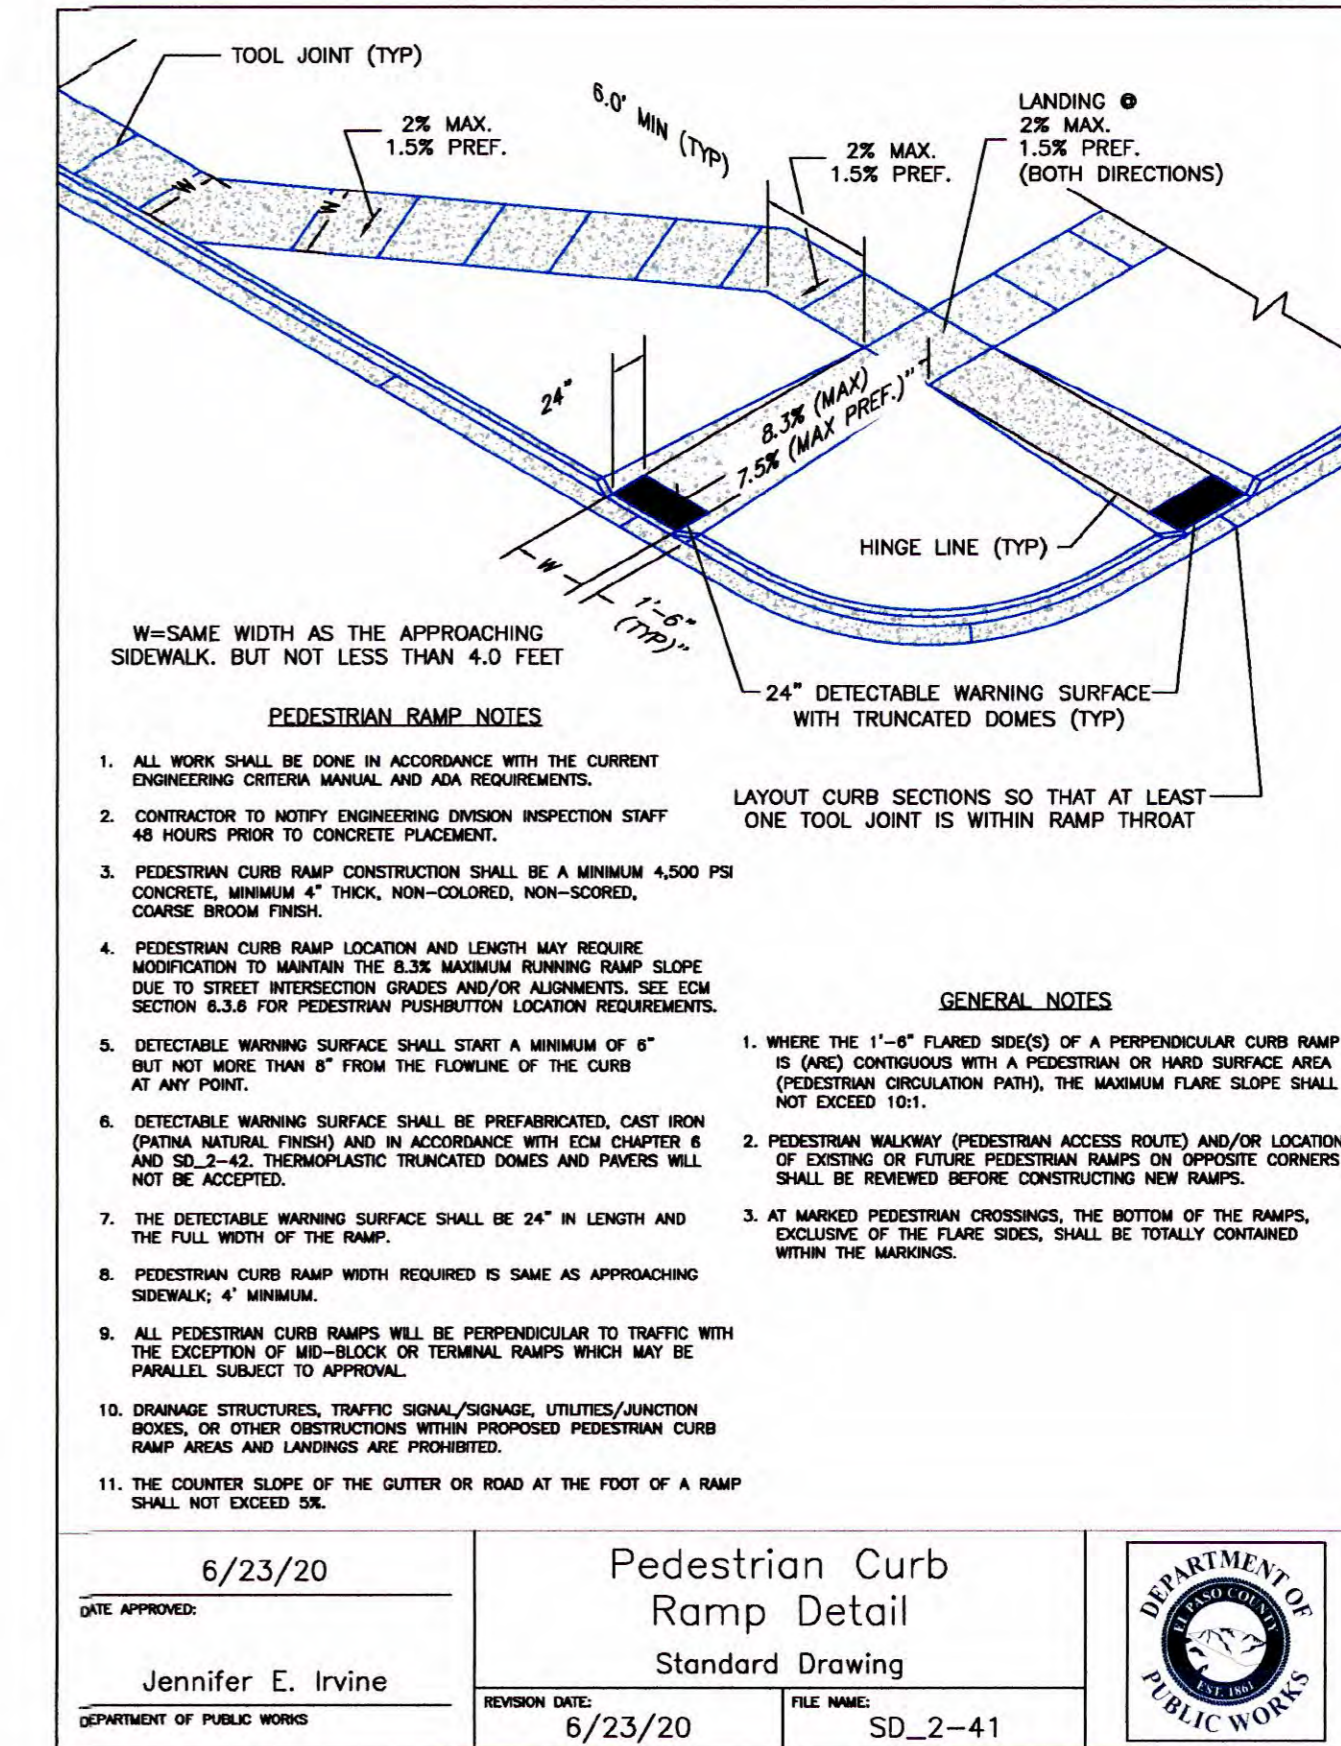 TOOL JOINT (TYP)
2% MAX.
1.5% PREF.
6.0' MIN (TYP)
2% MAX.
1.5% PREF.
LANDING @
2% MAX.
1.5% PREF.
(BOTH DIRECTIONS)
W
W
24"
8.3% (MAX)
7.5% (MAX PREF.)"
HINGE LINE (TYP)
W
1'-6"
(TYP)"
W=SAME WIDTH AS THE APPROACHING
SIDEWALK. BUT NOT LESS THAN 4.0 FEET
24" DETECTABLE WARNING SURFACE
WITH TRUNCATED DOMES (TYP)
LAYOUT CURB SECTIONS SO THAT AT LEAST
ONE TOOL JOINT IS WITHIN RAMP THROAT
PEDESTRIAN RAMP NOTES
1. ALL WORK SHALL BE DONE IN ACCORDANCE WITH THE CURRENT
ENGINEERING CRITERIA MANUAL AND ADA REQUIREMENTS.
2. CONTRACTOR TO NOTIFY ENGINEERING DIVISION INSPECTION STAFF
48 HOURS PRIOR TO CONCRETE PLACEMENT.
3. PEDESTRIAN CURB RAMP CONSTRUCTION SHALL BE A MINIMUM 4,500 PSI
CONCRETE, MINIMUM 4" THICK, NON-COLORED, NON-SCORED,
COARSE BROOM FINISH.
4. PEDESTRIAN CURB RAMP LOCATION AND LENGTH MAY REQUIRE
MODIFICATION TO MAINTAIN THE 8.3% MAXIMUM RUNNING RAMP SLOPE
DUE TO STREET INTERSECTION GRADES AND/OR ALIGNMENTS. SEE ECM
SECTION 6.3.6 FOR PEDESTRIAN PUSHBUTTON LOCATION REQUIREMENTS.
5. DETECTABLE WARNING SURFACE SHALL START A MINIMUM OF 6"
BUT NOT MORE THAN 8" FROM THE FLOWLINE OF THE CURB
AT ANY POINT.
6. DETECTABLE WARNING SURFACE SHALL BE PREFABRICATED, CAST IRON
(PATINA NATURAL FINISH) AND IN ACCORDANCE WITH ECM CHAPTER 6
AND SD_2-42. THERMOPLASTIC TRUNCATED DOMES AND PAVERS WILL
NOT BE ACCEPTED.
7. THE DETECTABLE WARNING SURFACE SHALL BE 24" IN LENGTH AND
THE FULL WIDTH OF THE RAMP.
8. PEDESTRIAN CURB RAMP WIDTH REQUIRED IS SAME AS APPROACHING
SIDEWALK; 4' MINIMUM.
9. ALL PEDESTRIAN CURB RAMPS WILL BE PERPENDICULAR TO TRAFFIC WITH
THE EXCEPTION OF MID-BLOCK OR TERMINAL RAMPS WHICH MAY BE
PARALLEL SUBJECT TO APPROVAL.
10. DRAINAGE STRUCTURES, TRAFFIC SIGNAL/SIGNAGE, UTILITIES/JUNCTION
BOXES, OR OTHER OBSTRUCTIONS WITHIN PROPOSED PEDESTRIAN CURB
RAMP AREAS AND LANDINGS ARE PROHIBITED.
11. THE COUNTER SLOPE OF THE GUTTER OR ROAD AT THE FOOT OF A RAMP
SHALL NOT EXCEED 5%.
GENERAL NOTES
1. WHERE THE 1'-6" FLARED SIDE(S) OF A PERPENDICULAR CURB RAMP
IS (ARE) CONTIGUOUS WITH A PEDESTRIAN OR HARD SURFACE AREA
(PEDESTRIAN CIRCULATION PATH), THE MAXIMUM FLARE SLOPE SHALL
NOT EXCEED 10:1.
2. PEDESTRIAN WALKWAY (PEDESTRIAN ACCESS ROUTE) AND/OR LOCATION
OF EXISTING OR FUTURE PEDESTRIAN RAMPS ON OPPOSITE CORNERS
SHALL BE REVIEWED BEFORE CONSTRUCTING NEW RAMPS.
3. AT MARKED PEDESTRIAN CROSSINGS, THE BOTTOM OF THE RAMPS,
EXCLUSIVE OF THE FLARE SIDES, SHALL BE TOTALLY CONTAINED
WITHIN THE MARKINGS.
6/23/20
DATE APPROVED:
Jennifer E. Irvine
DEPARTMENT OF PUBLIC WORKS
Pedestrian Curb
Ramp Detail
Standard Drawing
REVISION DATE:
6/23/20
FILE NAME:
SD_2-41
DEPARTMENT OF
EL PASO COUNTY
EST. 1861
PUBLIC WORKS